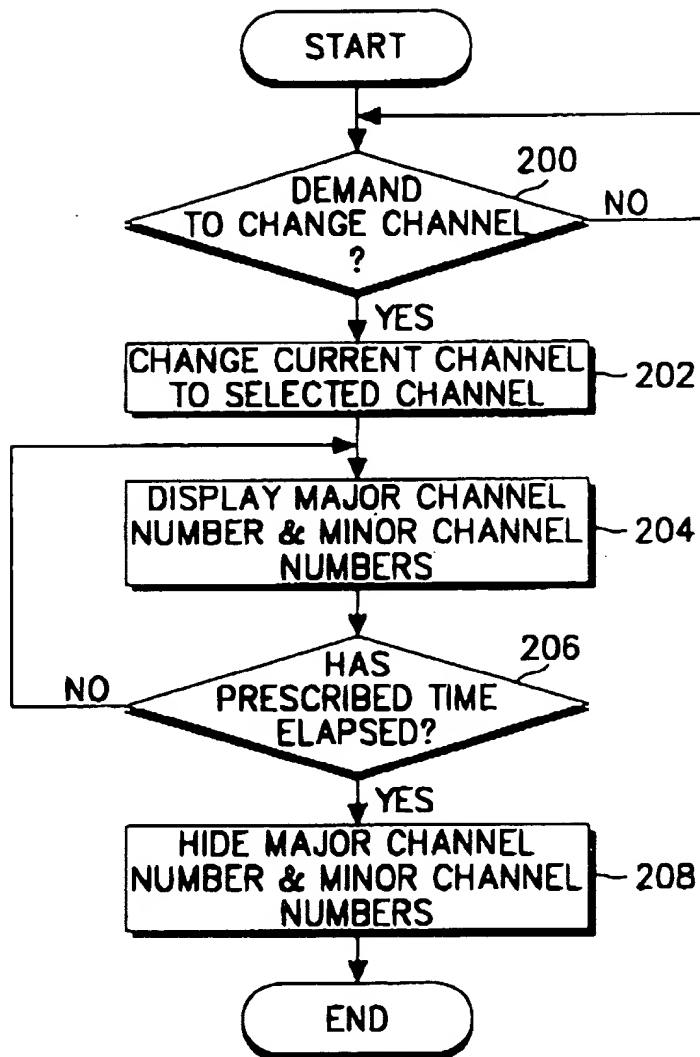 START
200
DEMAND
TO CHANGE CHANNEL
?
NO
YES
CHANGE CURRENT CHANNEL
TO SELECTED CHANNEL
202
DISPLAY MAJOR CHANNEL
NUMBER & MINOR CHANNEL
NUMBERS
204
206
HAS
PRESCRIBED TIME
ELAPSED?
NO
YES
HIDE MAJOR CHANNEL
NUMBER & MINOR CHANNEL
NUMBERS
208
END